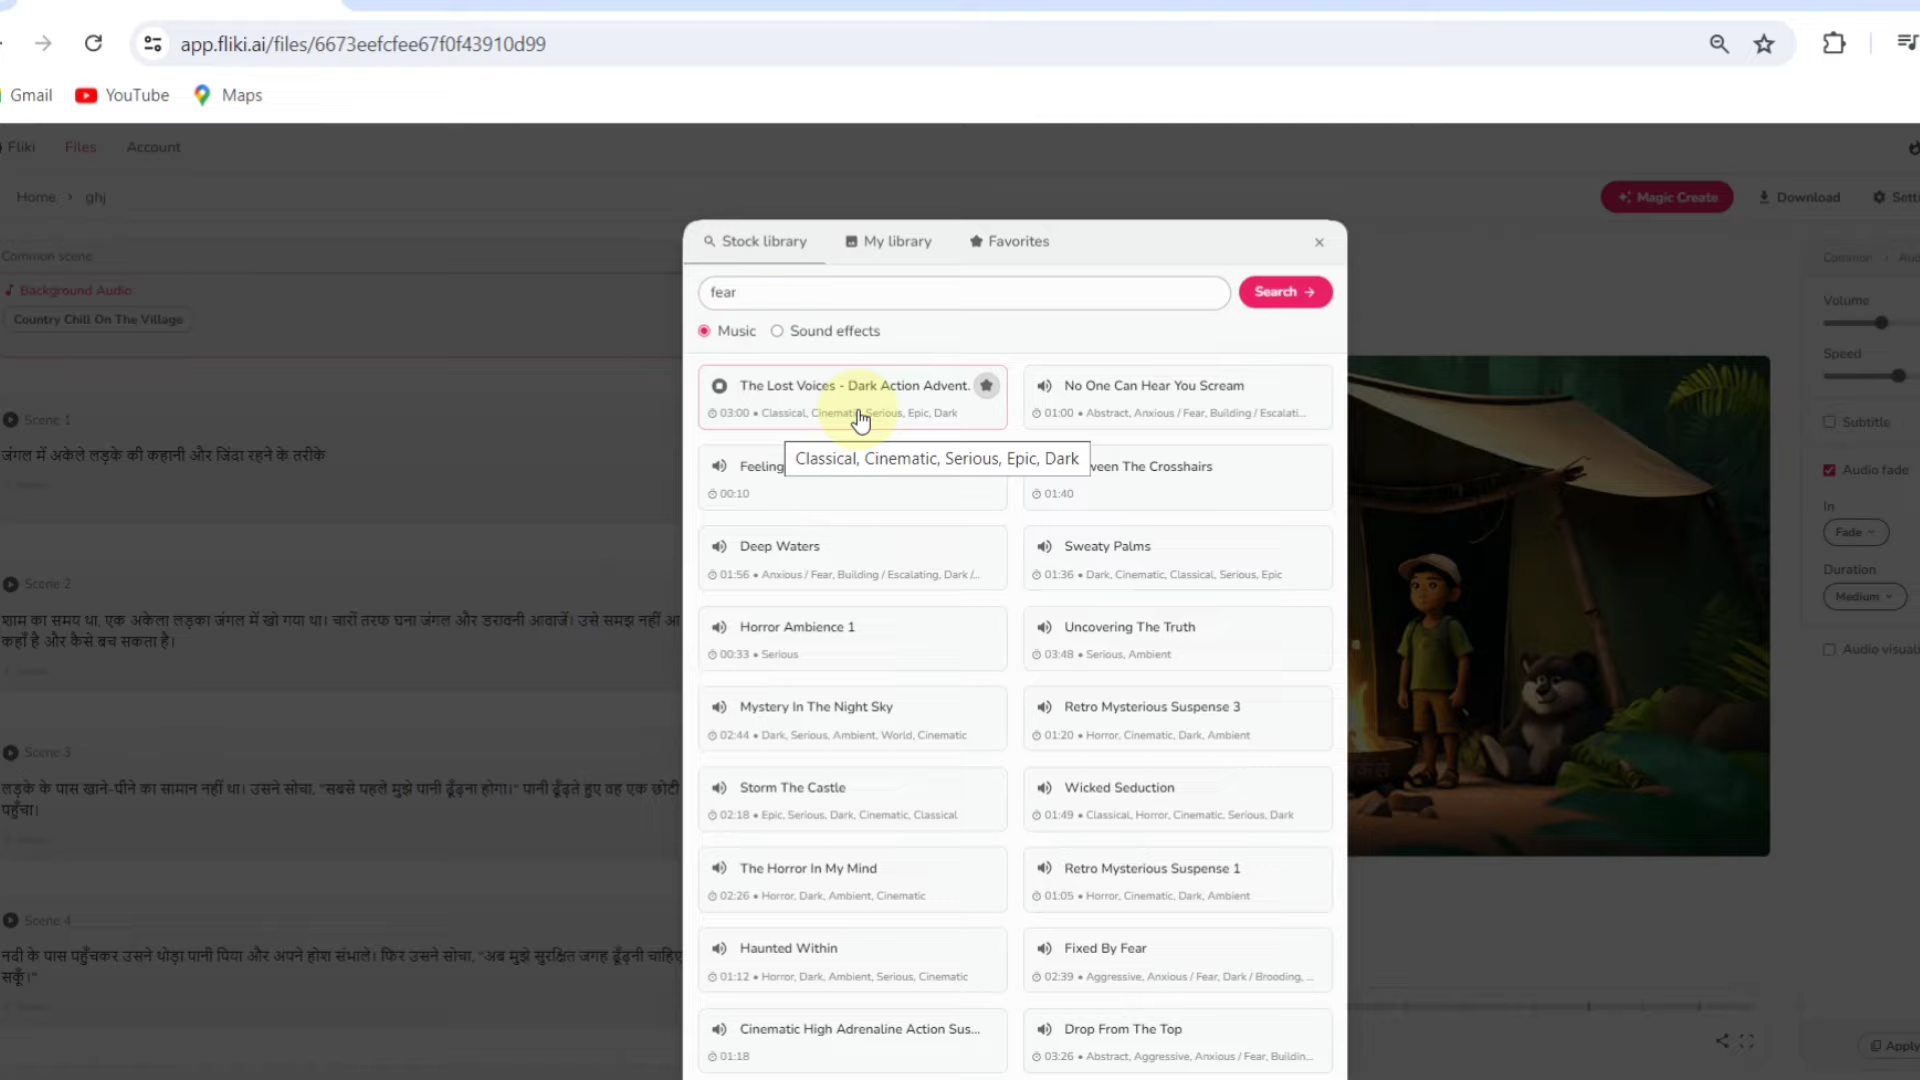 app.fliki.ai/files/6673eefcfee67f0f43910d99
Gmail YouTube Maps
Fliki Files Account
Home › ghj
Magic Create Download
Common scene
Background Audio
Country Chill On The Village
Scene 1
जंगल में अकेले लड़के की कहानी और जिंदा रहने के तरीके
Scene 2
शाम का समय था, एक अकेला लड़का जंगल में खो गया था। चारों तरफ घना जंगल और डरावनी आवाजें। उसे समझ नहीं आ
कहाँ है और कैसे बच सकता है।
Scene 3
लड़के के पास खाने-पीने का सामान नहीं था। उसने सोचा, "सबसे पहले मुझे पानी ढूँढ़ना होगा।" पानी ढूँढ़ते हुए वह एक छोटी
पहुँचा।
Scene 4
नदी के पास पहुँचकर उसने थोड़ा पानी पिया और अपने होश संभाले। फिर उसने सोचा, "अब मुझे सुरक्षित जगह ढूँढ़नी चाहिए
सकूँ।"
Stock library My library Favorites ×
fear
Search →
Music Sound effects
The Lost Voices - Dark Action Advent.
03:00 • Classical, Cinematic, Serious, Epic, Dark
No One Can Hear You Scream
01:00 • Abstract, Anxious / Fear, Building / Escalati...
Classical, Cinematic, Serious, Epic, Dark
Feeling
00:10
ween The Crosshairs
01:40
Deep Waters
01:56 • Anxious / Fear, Building / Escalating, Dark /...
Sweaty Palms
01:36 • Dark, Cinematic, Classical, Serious, Epic
Horror Ambience 1
00:33 • Serious
Uncovering The Truth
03:48 • Serious, Ambient
Mystery In The Night Sky
02:44 • Dark, Serious, Ambient, World, Cinematic
Retro Mysterious Suspense 3
01:20 • Horror, Cinematic, Dark, Ambient
Storm The Castle
02:18 • Epic, Serious, Dark, Cinematic, Classical
Wicked Seduction
01:49 • Classical, Horror, Cinematic, Serious, Dark
The Horror In My Mind
02:26 • Horror, Dark, Ambient, Cinematic
Retro Mysterious Suspense 1
01:05 • Horror, Cinematic, Dark, Ambient
Haunted Within
01:12 • Horror, Dark, Ambient, Serious, Cinematic
Fixed By Fear
02:39 • Aggressive, Anxious / Fear, Dark / Brooding, ...
Cinematic High Adrenaline Action Sus...
01:18
Drop From The Top
03:26 • Abstract, Aggressive, Anxious / Fear, Buildin...
Common ›
Volume
Speed
Subtitle
Audio fade
In
Fade
Duration
Medium
Audio visuali
Apply